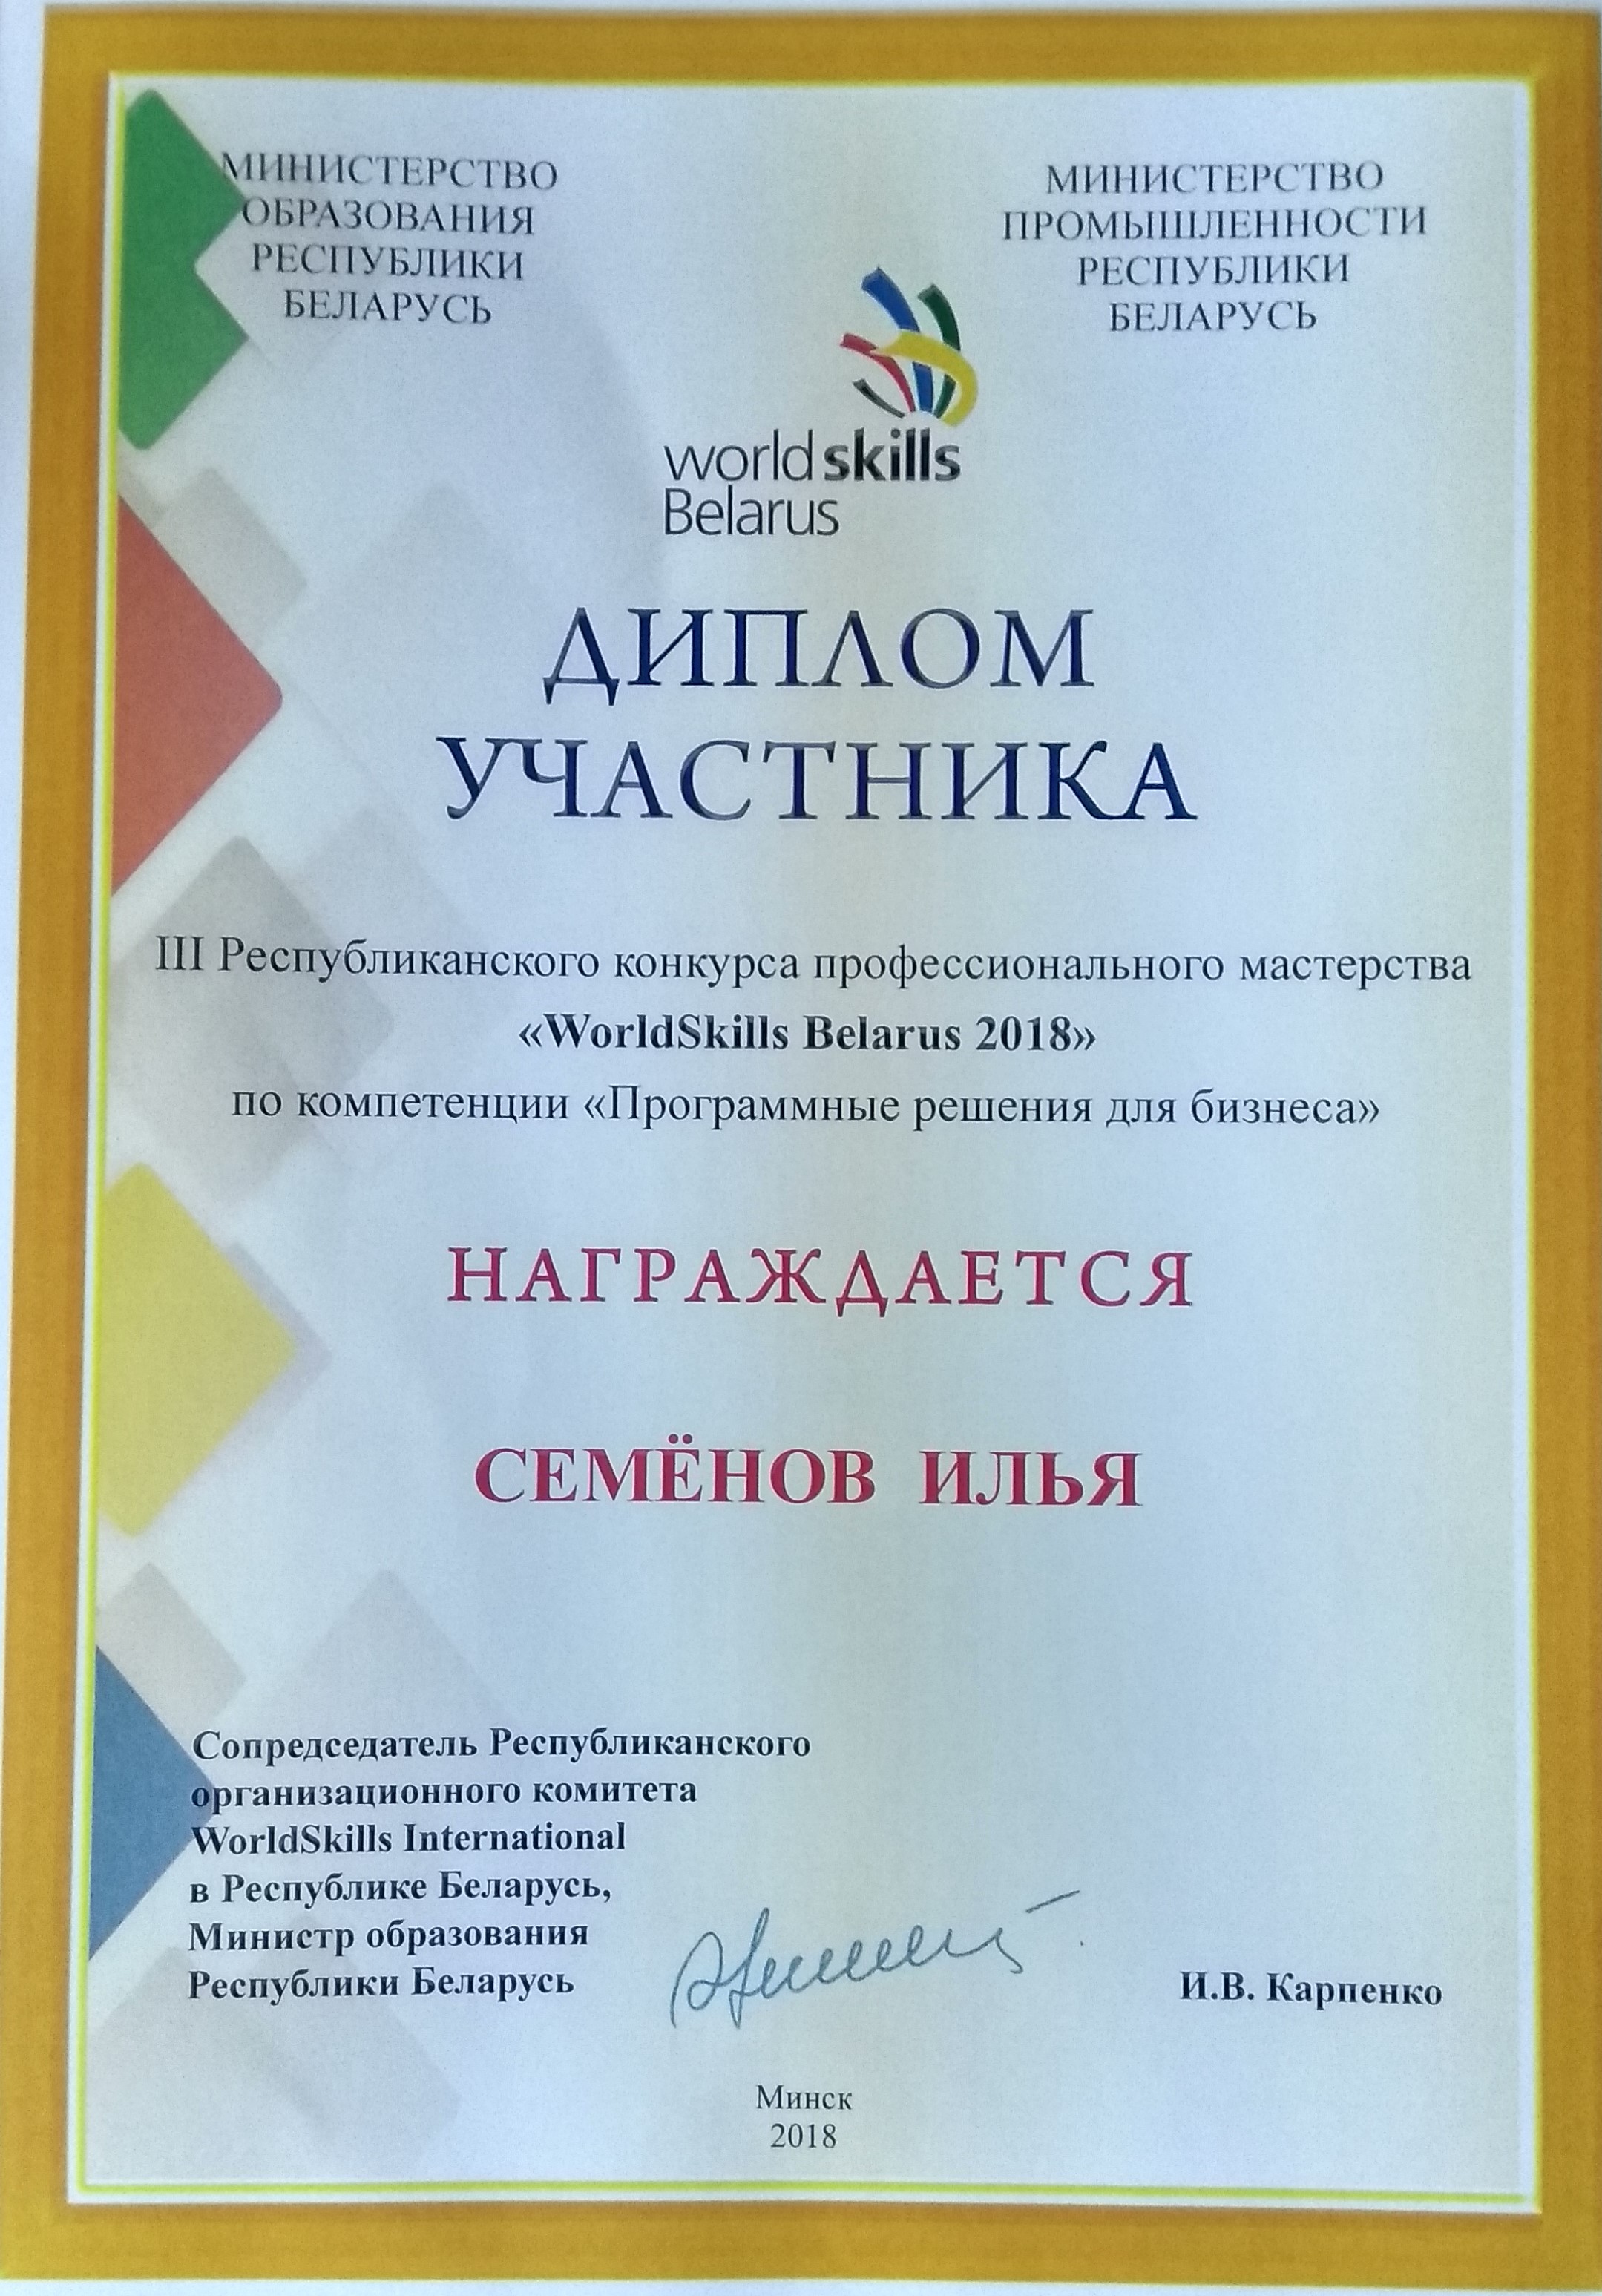 МИНИСТЕРСТВО
ОБРАЗОВАНИЯ
РЕСПУБЛИКИ
БЕЛАРУСЬ
МИНИСТЕРСТВО
ПРОМЫШЛЕННОСТИ
РЕСПУБЛИКИ
БЕЛАРУСЬ
worldskills
Belarus
ДИПЛОМ
УЧАСТНИКА
III Республиканского конкурса профессионального мастерства
«WorldSkills Belarus 2018»
по компетенции «Программные решения для бизнеса»
НАГРАЖДАЕТСЯ
СЕМЁНОВ ИЛЬЯ
Сопредседатель Республиканского
организационного комитета
WorldSkills International
в Республике Беларусь,
Министр образования
Республики Беларусь
И.В. Карпенко
Минск
2018